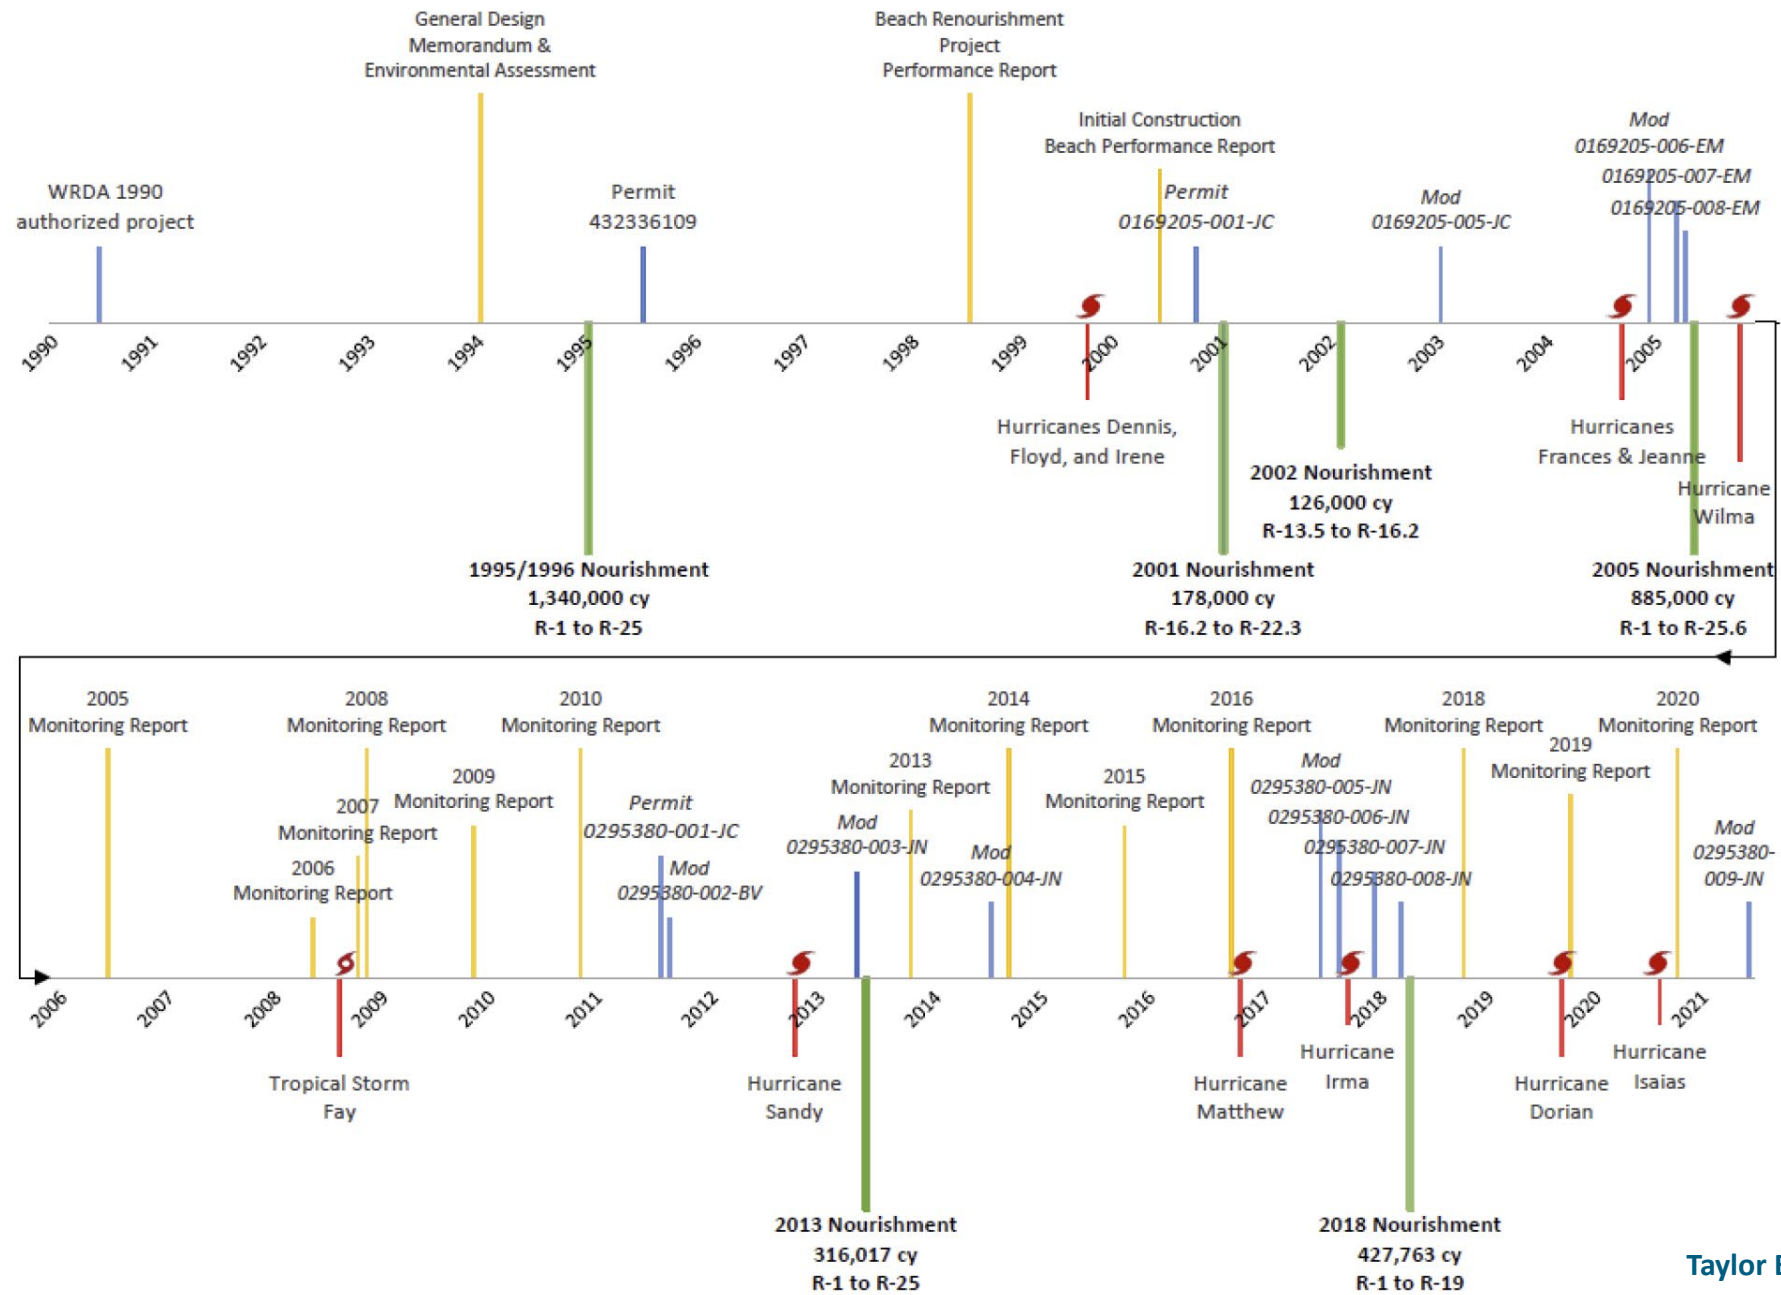 General Design
Memorandum &
Environmental Assessment
Beach Renourishment
Project
Performance Report
Initial Construction
Beach Performance Report
Mod
0169205-006-EM
0169205-007-EM
0169205-008-EM
WRDA 1990
authorized project
Permit
432336109
Permit
0169205-001-JC
Mod
0169205-005-JC
1990
1991
1992
1993
1994
1995
1996
1997
1998
1999
2000
2001
2002
2003
2004
2005
Hurricanes Dennis,
Floyd, and Irene
Hurricanes
Frances & Jeanne
Hurricane
Wilma
2002 Nourishment
126,000 cy
R-13.5 to R-16.2
1995/1996 Nourishment
1,340,000 cy
R-1 to R-25
2001 Nourishment
178,000 cy
R-16.2 to R-22.3
2005 Nourishment
885,000 cy
R-1 to R-25.6
2005
Monitoring Report
2008
Monitoring Report
2010
Monitoring Report
2014
Monitoring Report
2016
Monitoring Report
2018
Monitoring Report
2020
Monitoring Report
2007
Monitoring Report
2009
Monitoring Report
2006
Monitoring Report
Permit
0295380-001-JC
Mod
0295380-002-BV
2013
Monitoring Report
Mod
0295380-003-JN
Mod
0295380-004-JN
2015
Monitoring Report
Mod
0295380-005-JN
0295380-006-JN
0295380-007-JN
0295380-008-JN
2019
Monitoring Report
Mod
0295380-
009-JN
2006
2007
2008
2009
2010
2011
2012
2013
2014
2015
2016
2017
2018
2019
2020
2021
Tropical Storm
Fay
Hurricane
Sandy
Hurricane
Matthew
Hurricane
Irma
Hurricane
Dorian
Hurricane
Isaias
2013 Nourishment
316,017 cy
R-1 to R-25
2018 Nourishment
427,763 cy
R-1 to R-19
Taylor